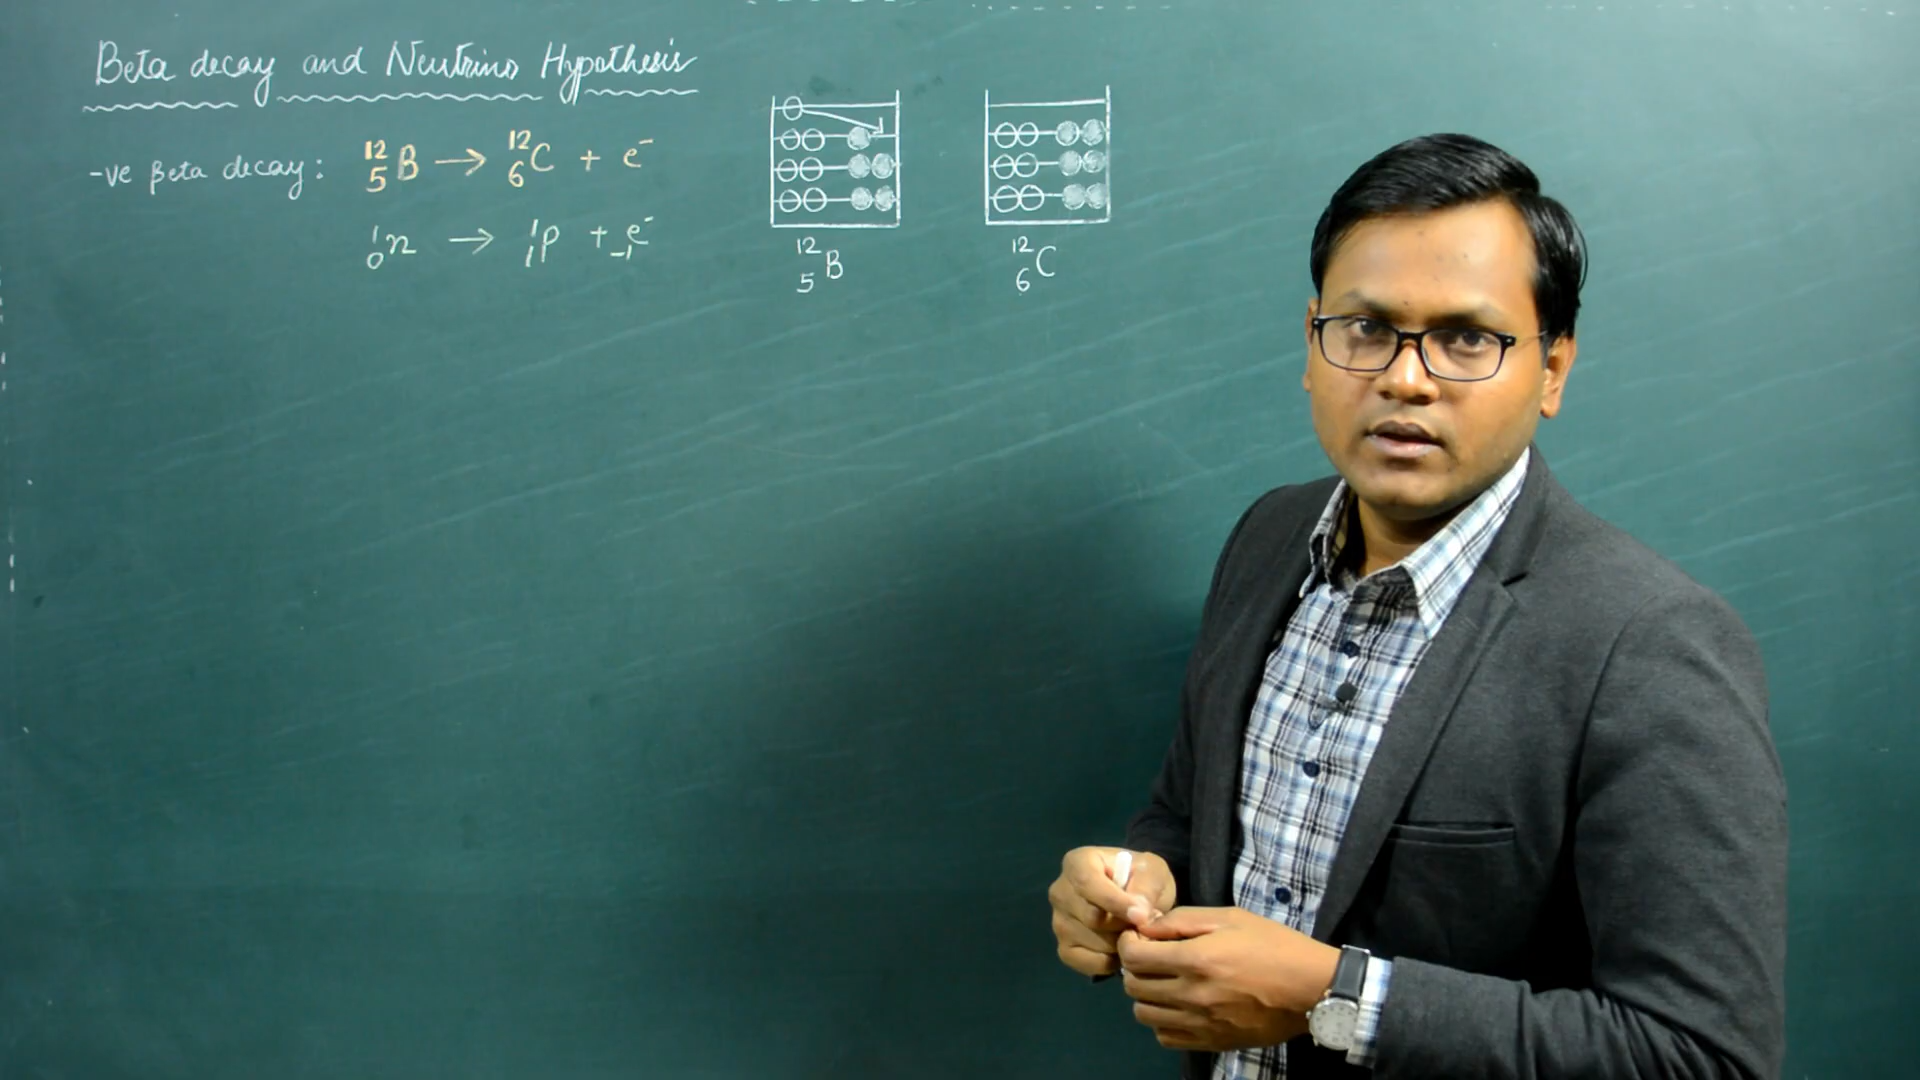 Beta decay and Neutrino Hypothesis
-ve Beta decay: ¹²₅B → ¹²₆C + e⁻
¹₀n → ¹₁p + ₋₁e⁻
¹²₅B
¹²₆C